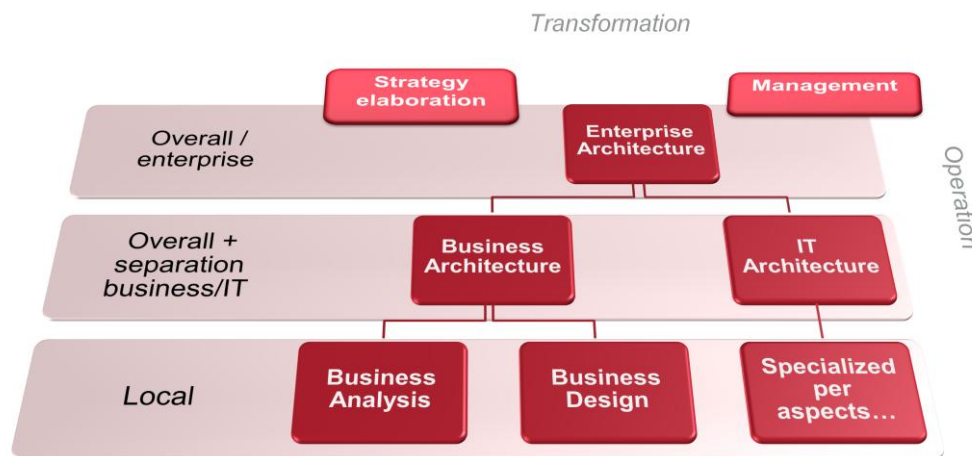 Transformation
Strategy
elaboration
Management
Overall /
enterprise
Enterprise
Architecture
Operation
Overall +
separation
business/IT
Business
Architecture
IT
Architecture
Local
Business
Analysis
Business
Design
Specialized
per
aspects…